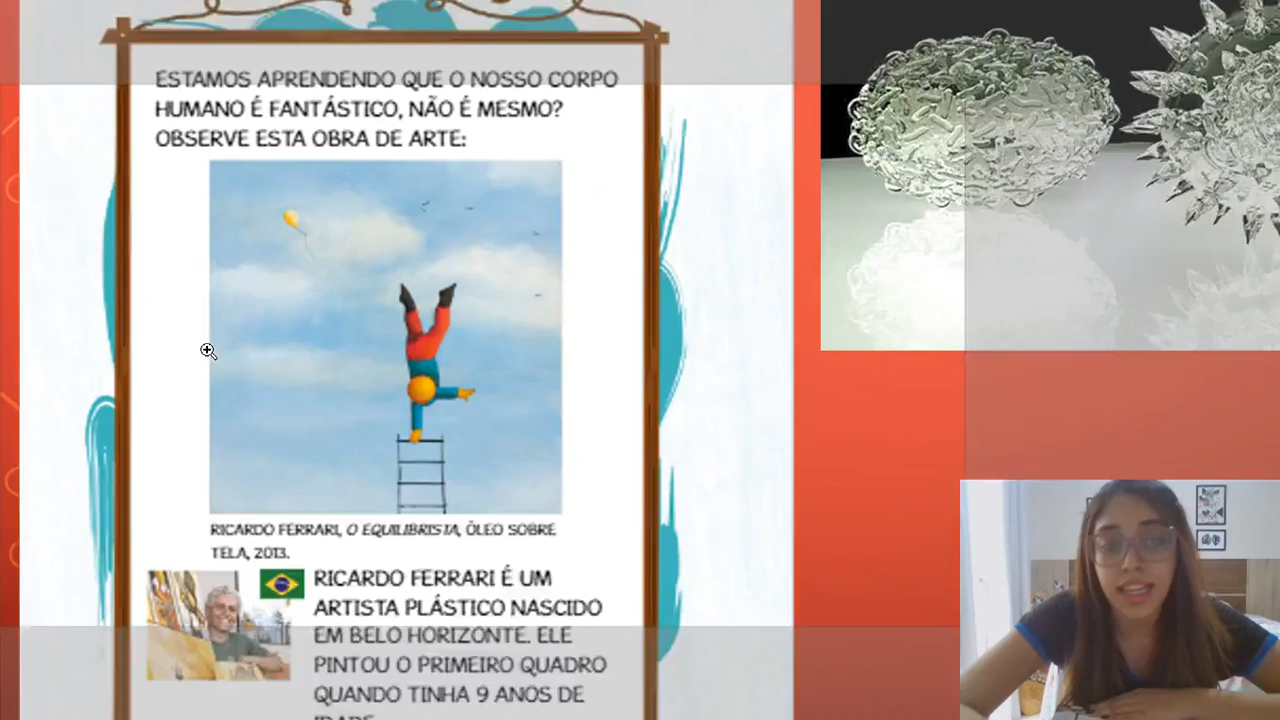 ESTAMOS APRENDENDO QUE O NOSSO CORPO
HUMANO É FANTÁSTICO, NÃO É MESMO?
OBSERVE ESTA OBRA DE ARTE:
RICARDO FERRARI, O EQUILIBRISTA, ÓLEO SOBRE
TELA, 2013.
RICARDO FERRARI É UM
ARTISTA PLÁSTICO NASCIDO
EM BELO HORIZONTE. ELE
PINTOU O PRIMEIRO QUADRO
QUANDO TINHA 9 ANOS DE
IDADE